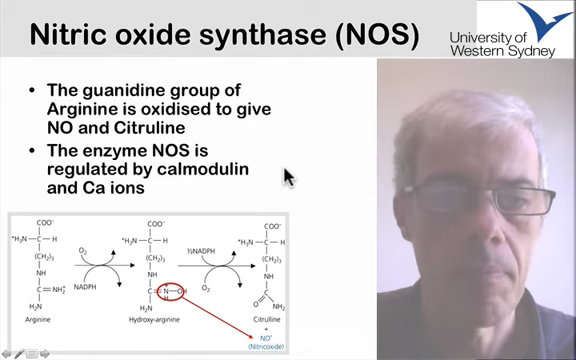 Nitric oxide synthase (NOS)
University of
Western Sydney
• The guanidine group of
Arginine is oxidised to give
NO and Citruline
• The enzyme NOS is
regulated by calmodulin
and Ca ions
COO⁻
⁺H₃N—C—H
(CH₂)₃
NH
C=NH₂⁺
H₂N
Arginine
O₂
NADPH
COO⁻
⁺H₃N—C—H
(CH₂)₃
NH
C=N—OH
H
H₂N
Hydroxy-arginine
½NADPH
O₂
COO⁻
⁺H₃N—C—H
(CH₂)₃
NH
C
O
NH₂
Citrulline
+
NO•
(Nitricoxide)